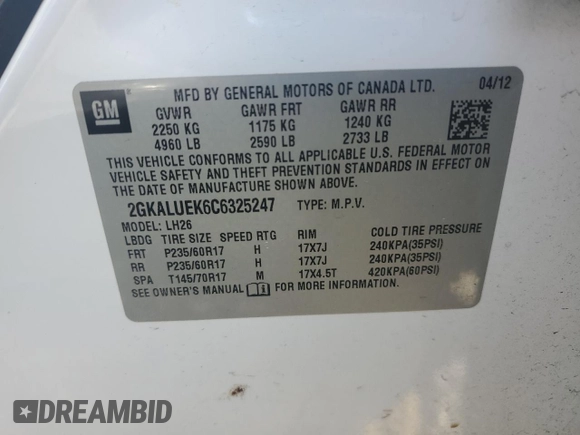 GM
MFD BY GENERAL MOTORS OF CANADA LTD. 04/12
GVWR GAWR FRT GAWR RR
2250 KG 1175 KG 1240 KG
4960 LB 2590 LB 2733 LB
THIS VEHICLE CONFORMS TO ALL APPLICABLE U.S. FEDERAL MOTOR
VEHICLE SAFETY AND THEFT PREVENTION STANDARDS IN EFFECT ON
THE DATE OF MANUFACTURE SHOWN ABOVE.
2GKALUEK6C6325247 TYPE: M.P.V.
MODEL: LH26
LBDG TIRE SIZE SPEED RTG RIM COLD TIRE PRESSURE
FRT P235/60R17 H 17X7J 240KPA(35PSI)
RR P235/60R17 H 17X7J 240KPA(35PSI)
SPA T145/70R17 M 17X4.5T 420KPA(60PSI)
SEE OWNER'S MANUAL FOR MORE INFORMATION.
DREAMBID